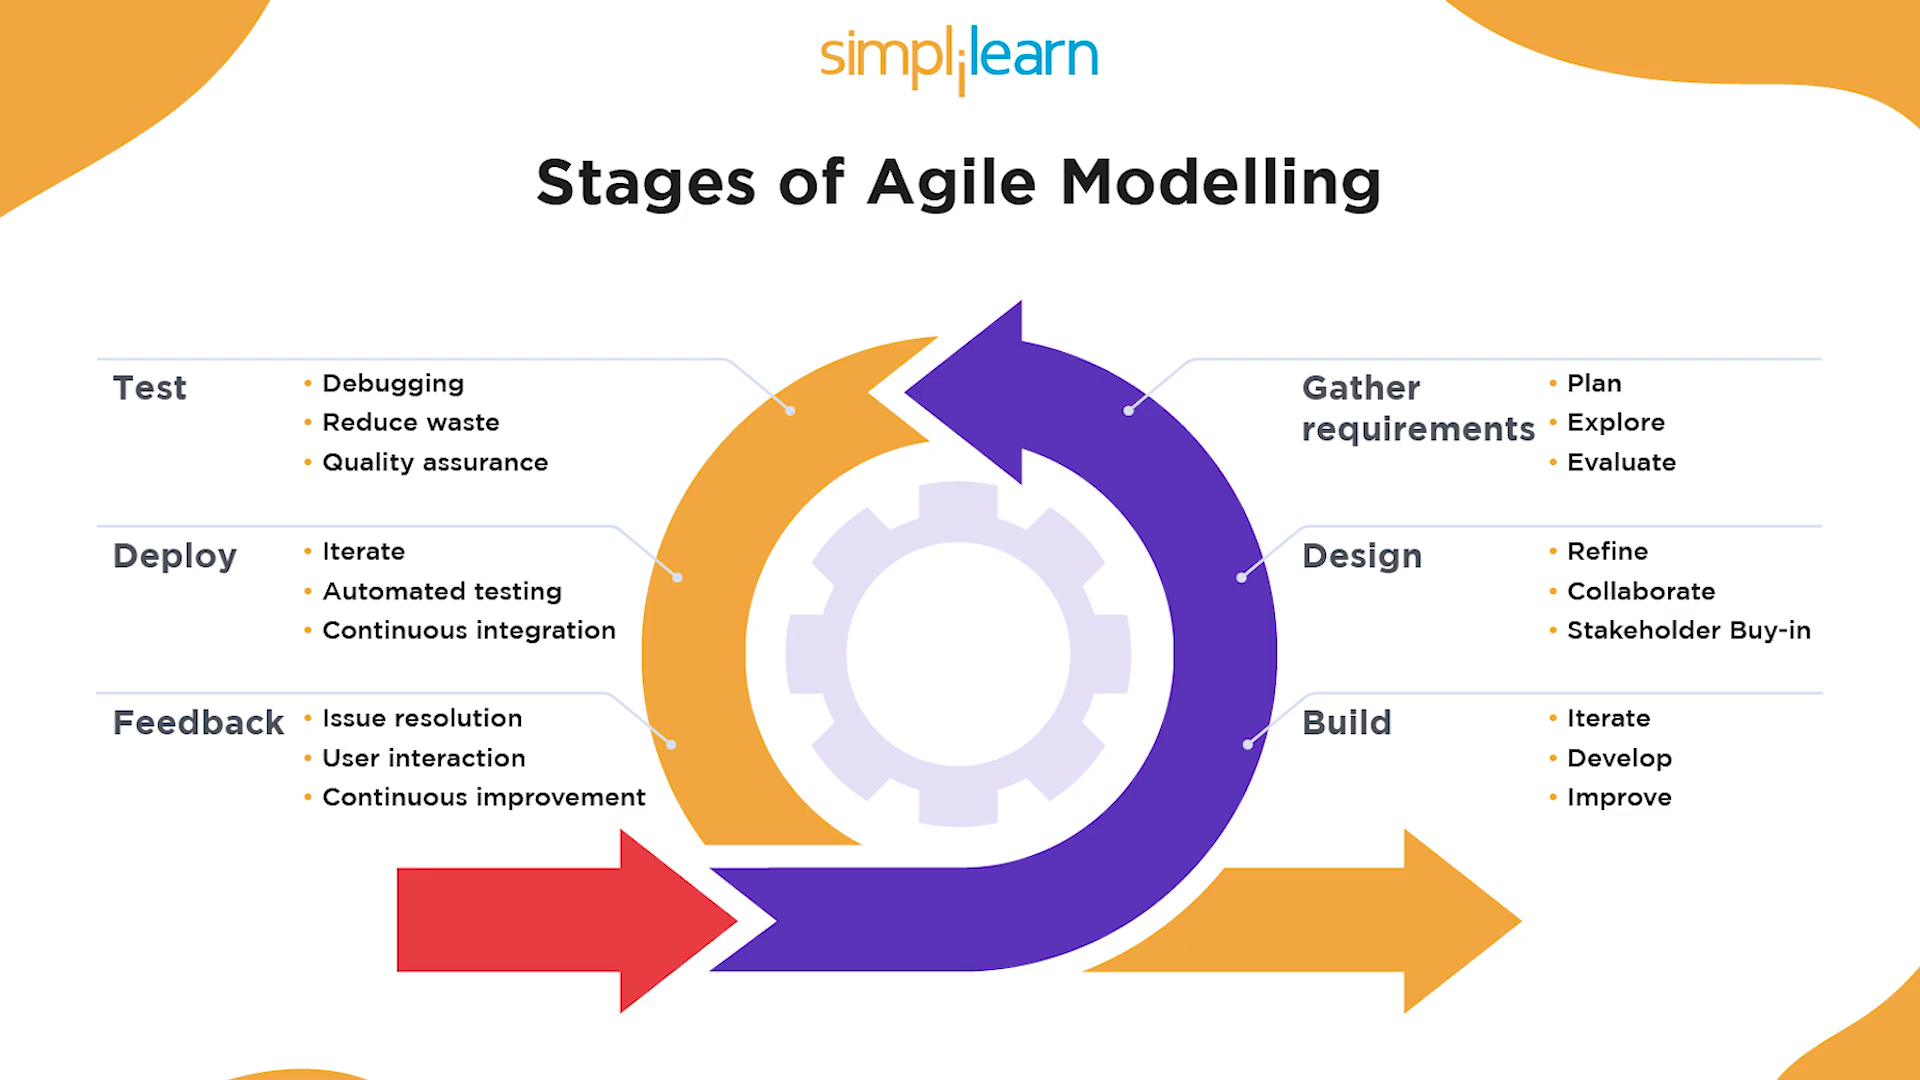 simplilearn
Stages of Agile Modelling
Test
• Debugging
• Reduce waste
• Quality assurance
Deploy
• Iterate
• Automated testing
• Continuous integration
Feedback
• Issue resolution
• User interaction
• Continuous improvement
Gather
requirements
• Plan
• Explore
• Evaluate
Design
• Refine
• Collaborate
• Stakeholder Buy-in
Build
• Iterate
• Develop
• Improve